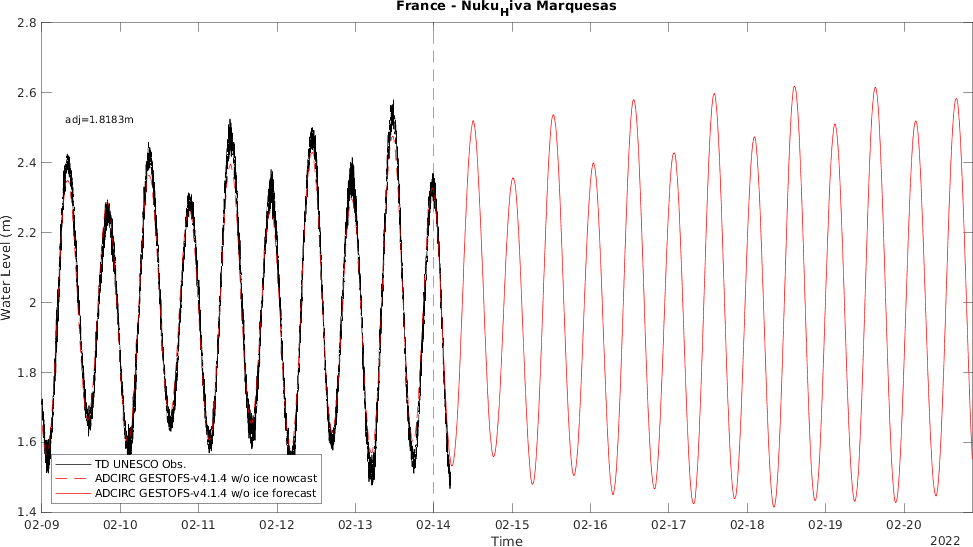 France - Nuku_Hiva Marquesas
2.8
2.6
adj=1.8183m
2.4
2.2
Water Level (m)
2
1.8
1.6
TD UNESCO Obs.
ADCIRC GESTOFS-v4.1.4 w/o ice nowcast
ADCIRC GESTOFS-v4.1.4 w/o ice forecast
1.4
02-09 02-10 02-11 02-12 02-13 02-14 02-15 02-16 02-17 02-18 02-19 02-20
Time
2022